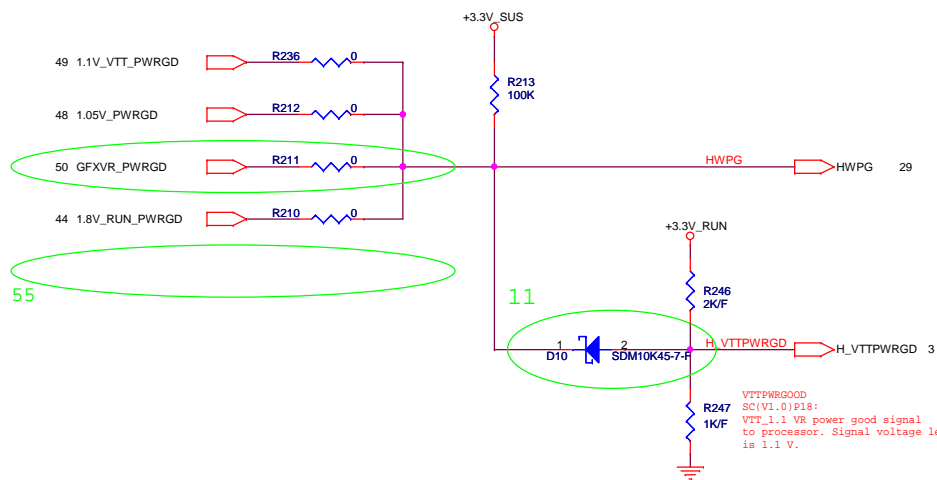 +3.3V_SUS
49 1.1V_VTT_PWRGD R236 0
R213
100K
48 1.05V_PWRGD R212 0
50 GFXVR_PWRGD R211 0 HWPG HWPG 29
44 1.8V_RUN_PWRGD R210 0
+3.3V_RUN
55
11
R246
2K/F
1 2 H_VTTPWRGD H_VTTPWRGD 3
D10 SDM10K45-7-F
R247
1K/F
VTTPWRGOOD
SC(V1.0)P18:
VTT_1.1 VR power good signal
to processor. Signal voltage le
is 1.1 V.